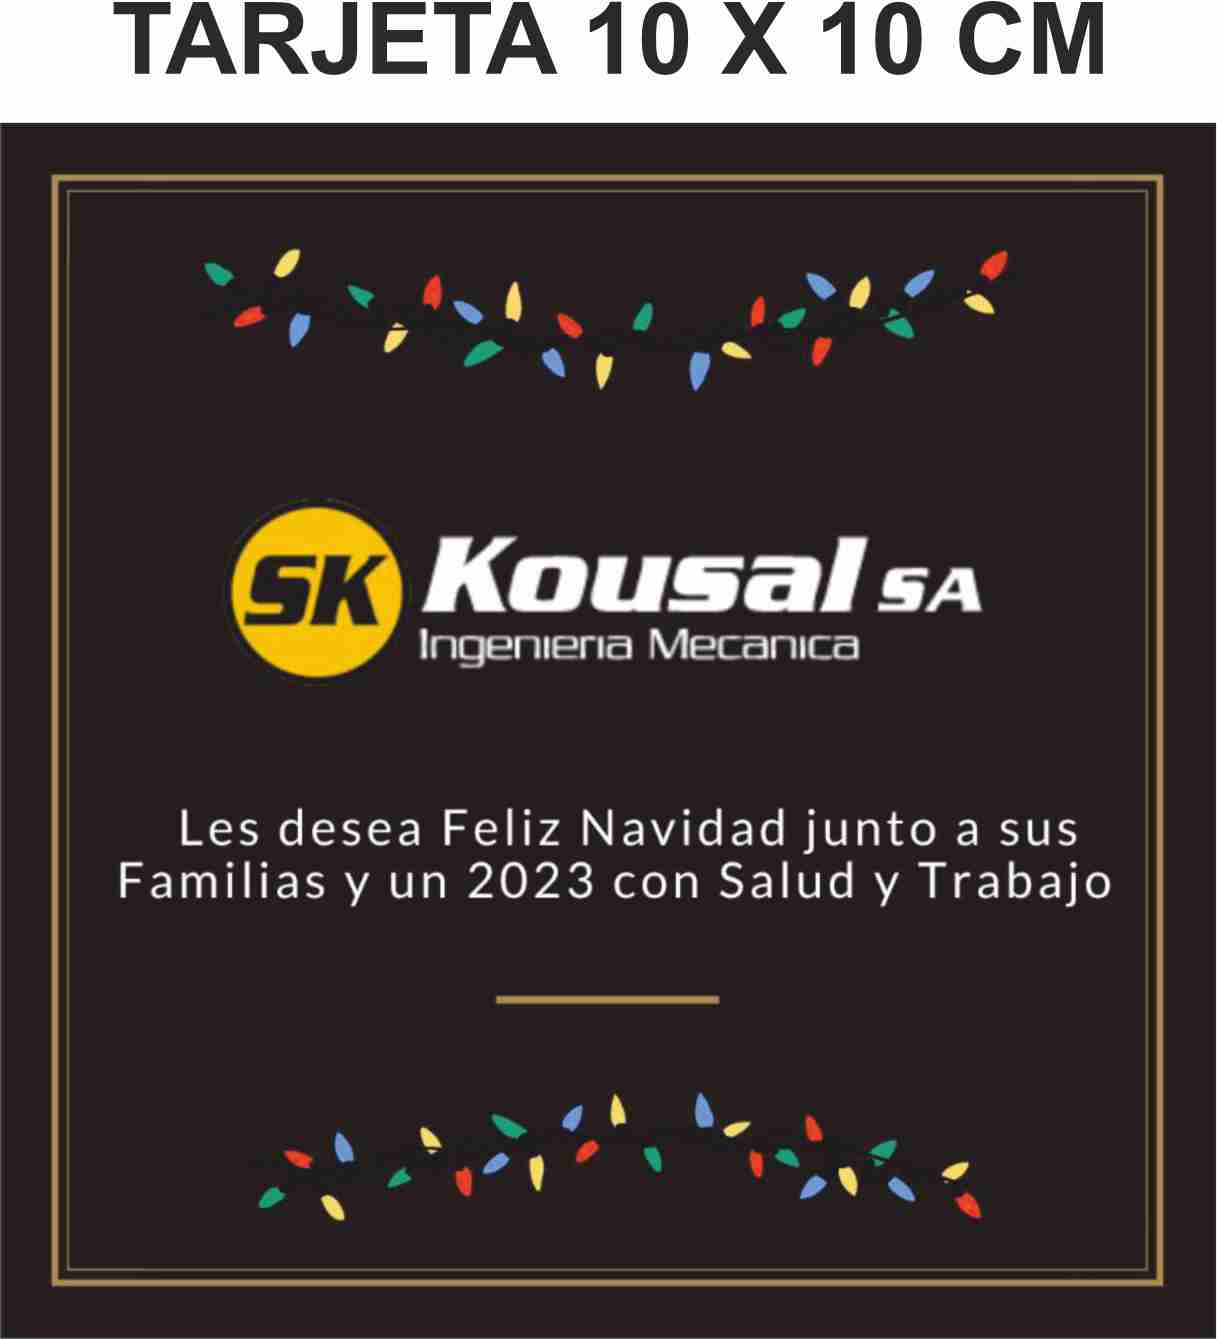 TARJETA 10 X 10 CM
SK Kousal SA
Ingenieria Mecanica
Les desea Feliz Navidad junto a sus
Familias y un 2023 con Salud y Trabajo